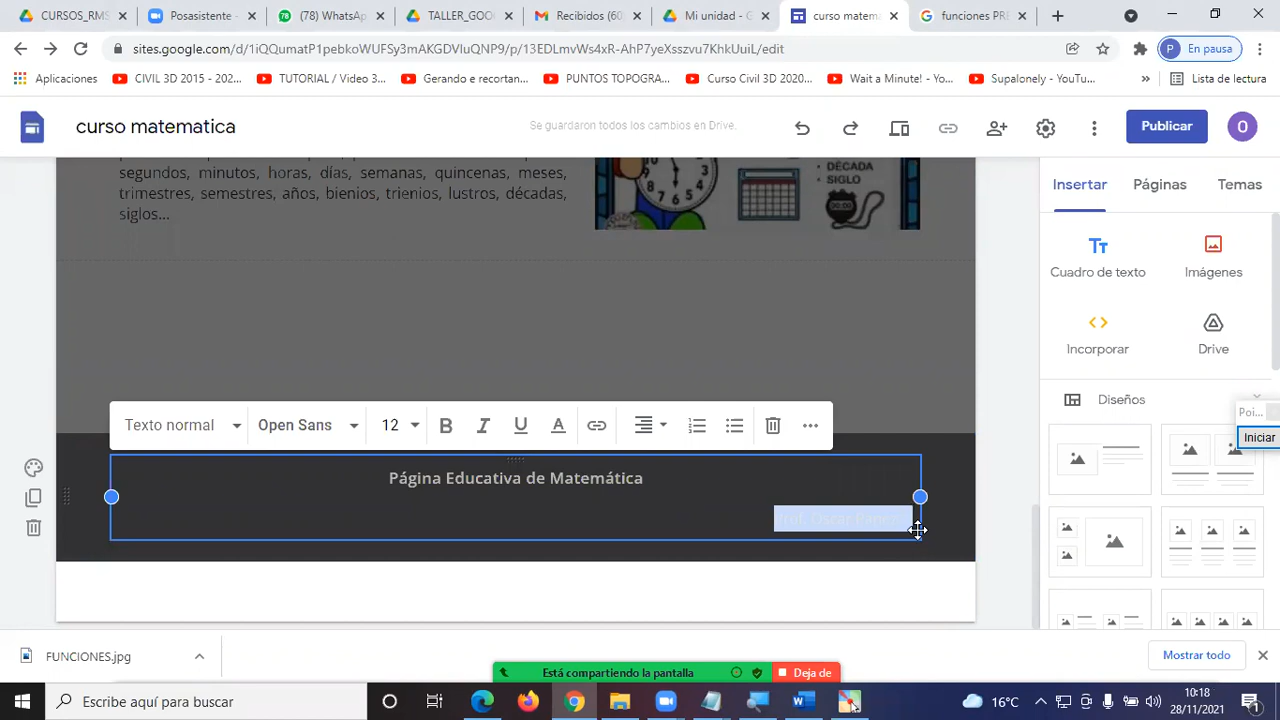 CURSOS_RMS
Posasistente -
(78) WhatsApp
TALLER_GOO
Recibidos (60
Mi unidad - G
curso matem
funciones PRE
sites.google.com/d/1iQQumatP1pebkoWUFSy3mAKGDVluQNP9/p/13EDLmvWs4xR-AhP7yeXsszvu7KhkUuiL/edit
P En pausa
Aplicaciones
CIVIL 3D 2015 - 202...
TUTORIAL / Video 3...
Gerando e recortan...
PUNTOS TOPOGRA...
Curso Civil 3D 2020...
Wait a Minute! - Yo...
Supalonely - YouTu...
»
Lista de lectura
curso matematica
Se guardaron todos los cambios en Drive.
Publicar
O
segundos, minutos, horas, días, semanas, quincenas, meses,
trimestres, semestres, años, bienios, trienios, lustros, décadas,
siglos...
DÉCADA
SIGLO
Insertar
Páginas
Temas
Cuadro de texto
Imágenes
Incorporar
Drive
Diseños
Poi...
Iniciar
Texto normal
Open Sans
12
B I U A
Página Educativa de Matemática
Prof. Oscar
FUNCIONES.jpg
Mostrar todo
Está compartiendo la pantalla
Deja de
Escribe aquí para buscar
16°C
10:18
28/11/2021